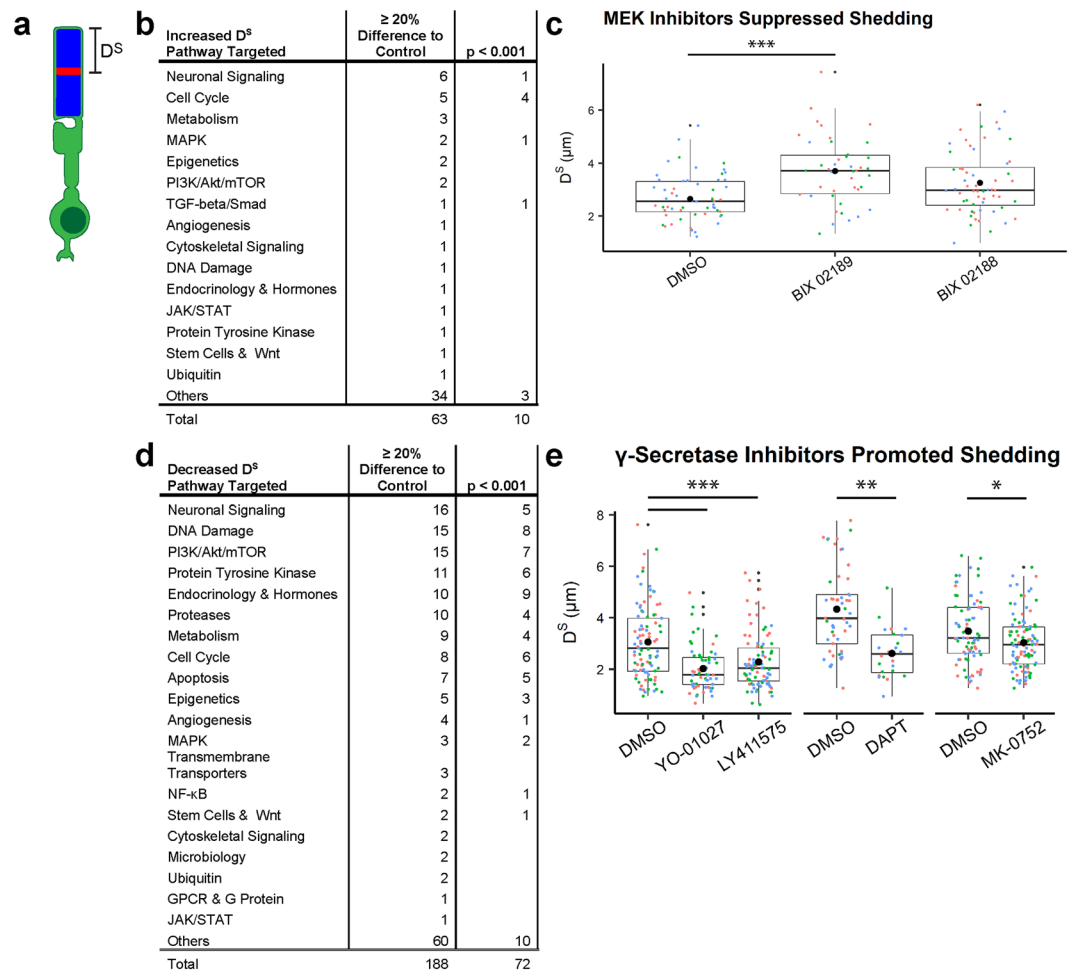 a
Dˢ
b
Increased Dˢ Pathway Targeted | ≥ 20% Difference to Control | p < 0.001
Neuronal Signaling 6 1
Cell Cycle 5 4
Metabolism 3
MAPK 2 1
Epigenetics 2
PI3K/Akt/mTOR 2
TGF-beta/Smad 1 1
Angiogenesis 1
Cytoskeletal Signaling 1
DNA Damage 1
Endocrinology & Hormones 1
JAK/STAT 1
Protein Tyrosine Kinase 1
Stem Cells & Wnt 1
Ubiquitin 1
Others 34 3
Total 63 10
c
MEK Inhibitors Suppressed Shedding
***
Dˢ (μm)
6
4
2
DMSO
BIX 02189
BIX 02188
d
Decreased Dˢ Pathway Targeted | ≥ 20% Difference to Control | p < 0.001
Neuronal Signaling 16 5
DNA Damage 15 8
PI3K/Akt/mTOR 15 7
Protein Tyrosine Kinase 11 6
Endocrinology & Hormones 10 9
Proteases 10 4
Metabolism 9 4
Cell Cycle 8 6
Apoptosis 7 5
Epigenetics 5 3
Angiogenesis 4 1
MAPK 3 2
Transmembrane
Transporters 3
NF-κB 2 1
Stem Cells & Wnt 2 1
Cytoskeletal Signaling 2
Microbiology 2
Ubiquitin 2
GPCR & G Protein 1
JAK/STAT 1
Others 60 10
Total 188 72
e
γ-Secretase Inhibitors Promoted Shedding
*** ** *
Dˢ (μm)
8
6
4
2
DMSO
YO-01027
LY411575
DMSO
DAPT
DMSO
MK-0752